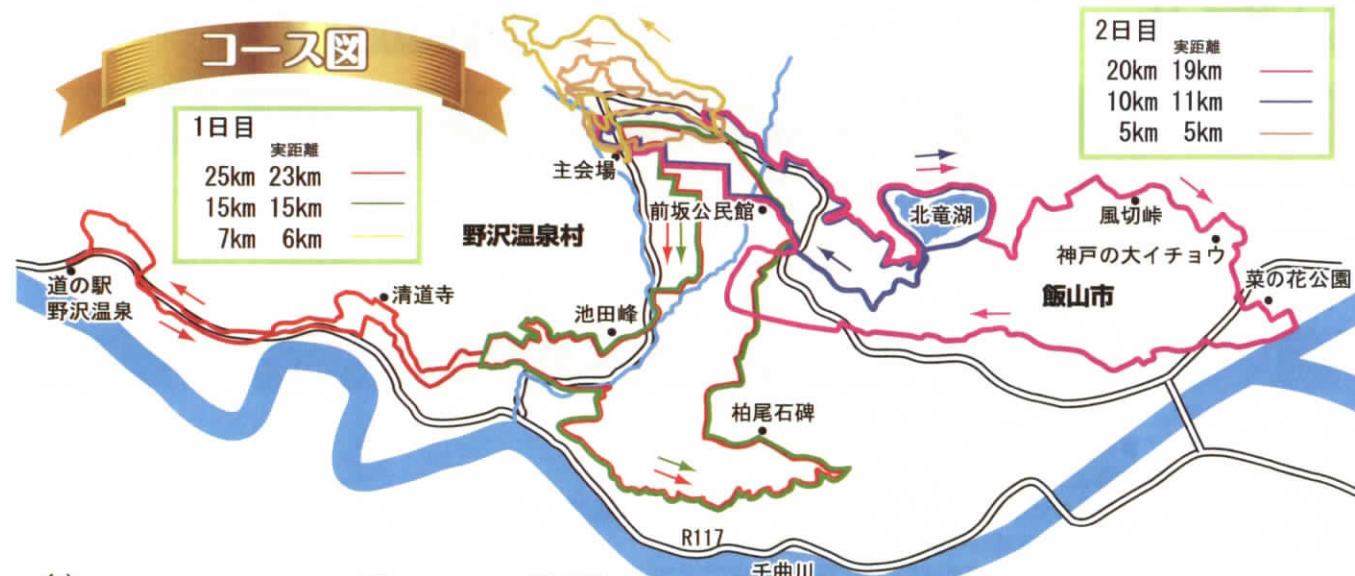 コース図
1日目
実距離
25km 23km
15km 15km
7km 6km
2日目
実距離
20km 19km
10km 11km
5km 5km
主会場
前坂公民館
野沢温泉村
北竜湖
風切峠
神戸の大イチョウ
菜の花公園
飯山市
道の駅
野沢温泉
清道寺
池田峰
柏尾石碑
R117
千曲川